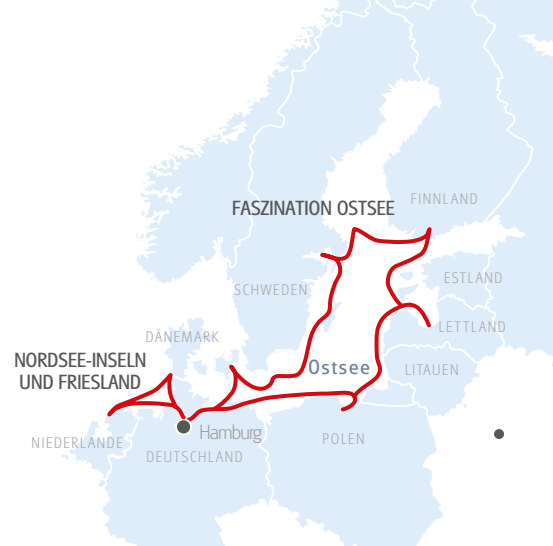 FINNLAND
FASZINATION OSTSEE
ESTLAND
SCHWEDEN
LETTLAND
DÄNEMARK
NORDSEE-INSELN
UND FRIESLAND
Ostsee
LITAUEN
Hamburg
NIEDERLANDE
POLEN
DEUTSCHLAND